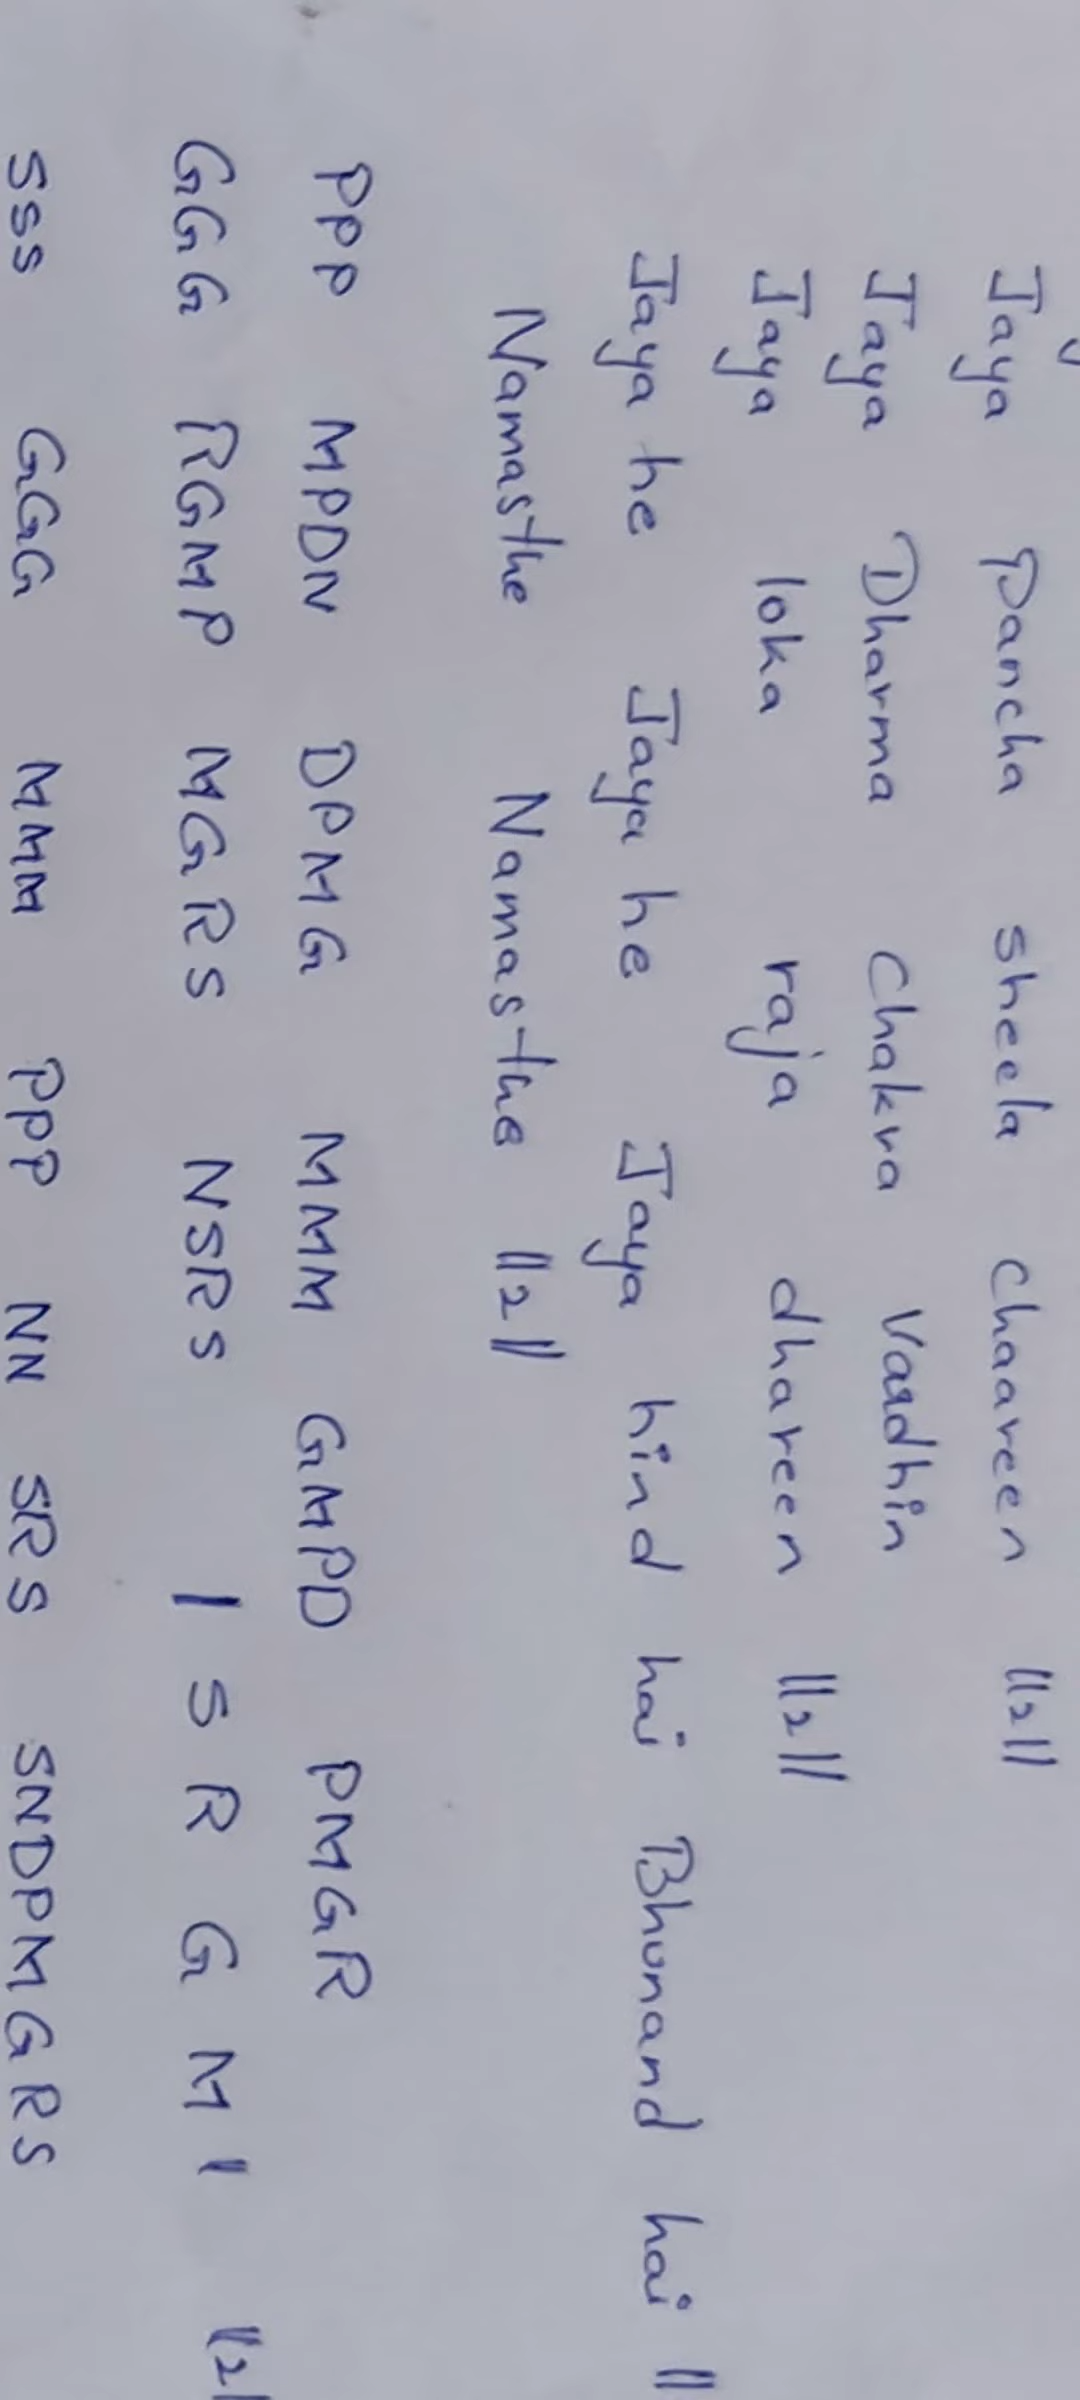 Jaya Pancha sheela Chaareen ||2||
Jaya Dharma Chakra Vardhin
Jaya loka raja dhareen ||2||
Jaya he Jaya he Jaya hind hai Bhunand hai ||
Namasthe Namasthe ||2||
PPP MPDN DPMG MMM GMPD PMGR
GGG RGMP MGRS NSRS | S R G M | ||2|
SSS GGG MMM PPP NN SRS SNDPMGRS